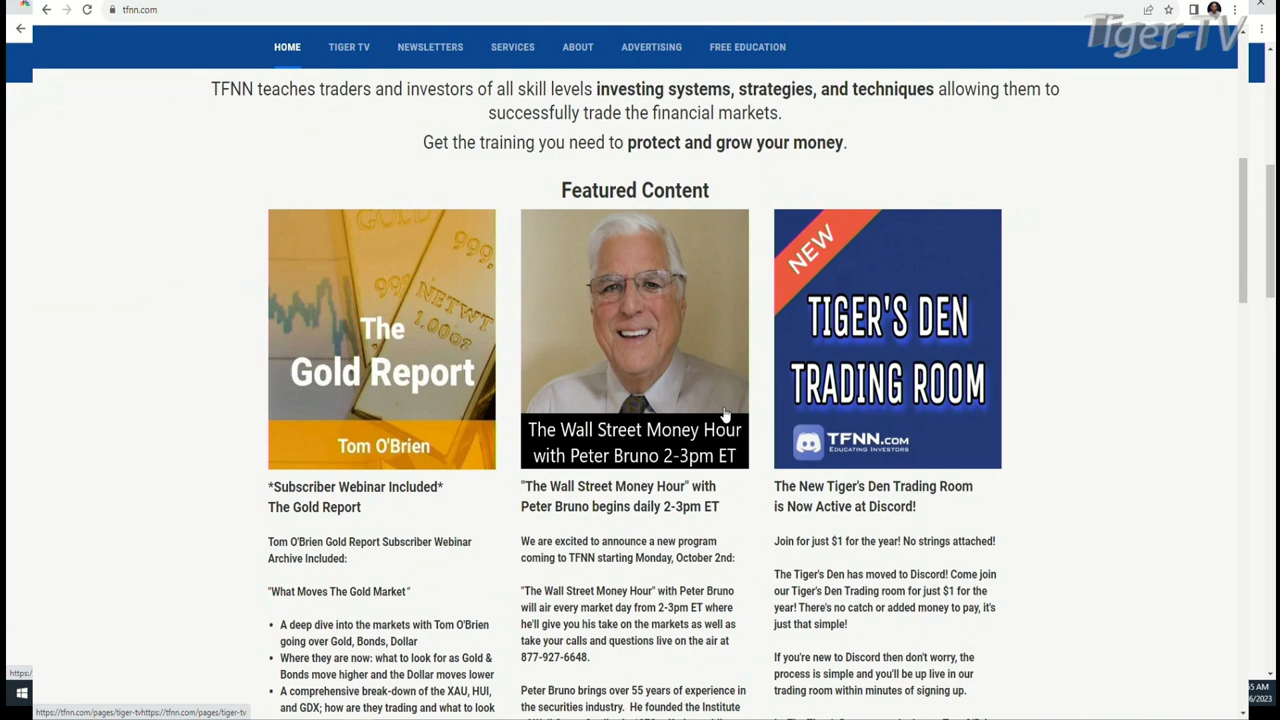 tfnn.com
Tiger-TV
HOME TIGER TV NEWSLETTERS SERVICES ABOUT ADVERTISING FREE EDUCATION
TFNN teaches traders and investors of all skill levels investing systems, strategies, and techniques allowing them to
successfully trade the financial markets.
Get the training you need to protect and grow your money.
Featured Content
GOLD
999,
999
NETWT
1.000Z
The
Gold Report
Tom O'Brien
*Subscriber Webinar Included*
The Gold Report
Tom O'Brien Gold Report Subscriber Webinar
Archive Included:
"What Moves The Gold Market"
• A deep dive into the markets with Tom O'Brien
going over Gold, Bonds, Dollar
• Where they are now: what to look for as Gold &
Bonds move higher and the Dollar moves lower
• A comprehensive break-down of the XAU, HUI,
and GDX; how are they trading and what to look
The Wall Street Money Hour
with Peter Bruno 2-3pm ET
"The Wall Street Money Hour" with
Peter Bruno begins daily 2-3pm ET
We are excited to announce a new program
coming to TFNN starting Monday, October 2nd:
"The Wall Street Money Hour" with Peter Bruno
will air every market day from 2-3pm ET where
he'll give you his take on the markets as well as
take your calls and questions live on the air at
877-927-6648.
Peter Bruno brings over 55 years of experience in
the securities industry. He founded the Institute
NEW
TIGER'S DEN
TRADING ROOM
TFNN.COM
EDUCATING INVESTORS
The New Tiger's Den Trading Room
is Now Active at Discord!
Join for just $1 for the year! No strings attached!
The Tiger's Den has moved to Discord! Come join
our Tiger's Den Trading room for just $1 for the
year! There's no catch or added money to pay, it's
just that simple!
If you're new to Discord then don't worry, the
process is simple and you'll be up live in our
trading room within minutes of signing up.
https:/
https://tfnn.com/pages/tiger-tvhttps://tfnn.com/pages/tiger-tv